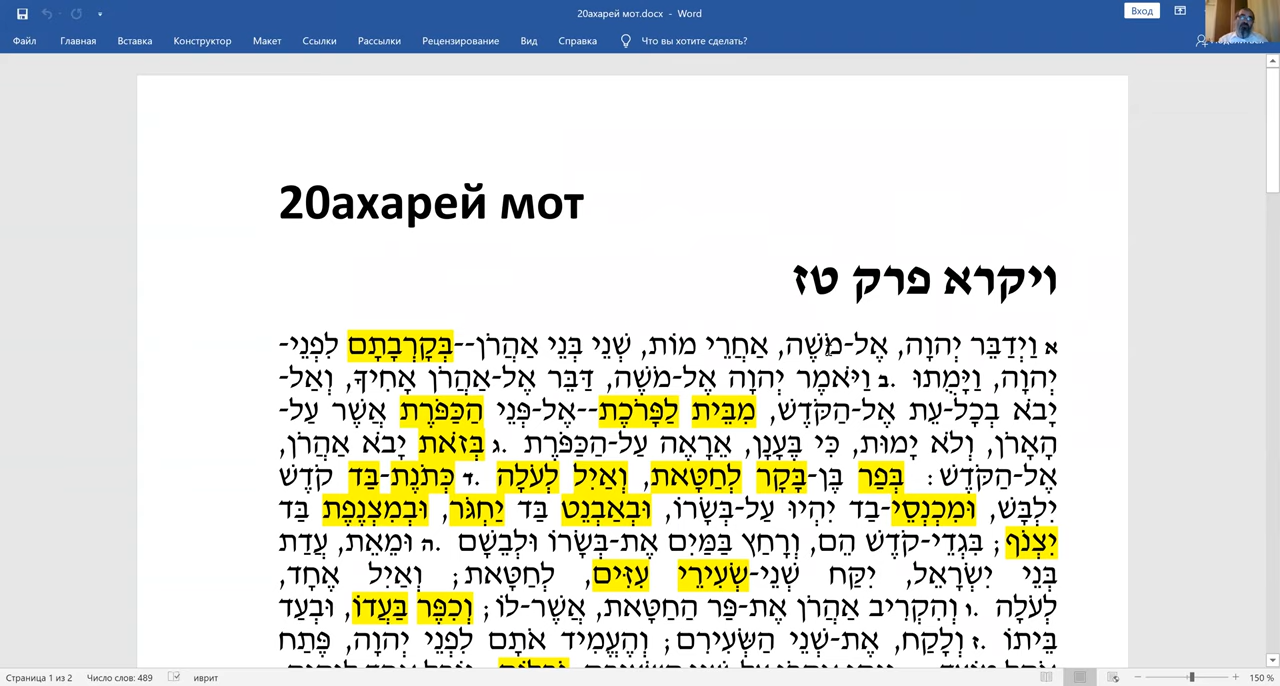 20ахарей мот.docx - Word
Вход
Файл Главная Вставка Конструктор Макет Ссылки Рассылки Рецензирование Вид Справка Что вы хотите сделать?
20ахарей мот
ויקרא פרק טז
א וַיְדַבֵּר יְהוָה, אֶל-מֹשֶׁה, אַחֲרֵי מוֹת, שְׁנֵי בְּנֵי אַהֲרֹן--בְּקָרְבָתָם לִפְנֵי-
יְהוָה, וַיָּמֻתוּ. ב וַיֹּאמֶר יְהוָה אֶל-מֹשֶׁה, דַּבֵּר אֶל-אַהֲרֹן אָחִיךָ, וְאַל-
יָבֹא בְכָל-עֵת אֶל-הַקֹּדֶשׁ, מִבֵּית לַפָּרֹכֶת--אֶל-פְּנֵי הַכַּפֹּרֶת אֲשֶׁר עַל-
הָאָרֹן, וְלֹא יָמוּת, כִּי בֶּעָנָן, אֵרָאֶה עַל-הַכַּפֹּרֶת. ג בְּזֹאת יָבֹא אַהֲרֹן,
אֶל-הַקֹּדֶשׁ: בְּפַר בֶּן-בָּקָר לְחַטָּאת, וְאַיִל לְעֹלָה. ד כְּתֹנֶת-בַּד קֹדֶשׁ
יִלְבָּשׁ, וּמִכְנְסֵי-בַד יִהְיוּ עַל-בְּשָׂרוֹ, וּבְאַבְנֵט בַּד יַחְגֹּר, וּבְמִצְנֶפֶת בַּד
יִצְנֹף; בִּגְדֵי-קֹדֶשׁ הֵם, וְרָחַץ בַּמַּיִם אֶת-בְּשָׂרוֹ וּלְבֵשָׁם. ה וּמֵאֵת, עֲדַת
בְּנֵי יִשְׂרָאֵל, יִקַּח שְׁנֵי-שְׂעִירֵי עִזִּים, לְחַטָּאת; וְאַיִל אֶחָד,
לְעֹלָה. ו וְהִקְרִיב אַהֲרֹן אֶת-פַּר הַחַטָּאת, אֲשֶׁר-לוֹ; וְכִפֶּר בַּעֲדוֹ, וּבְעַד
בֵּיתוֹ. ז וְלָקַח, אֶת-שְׁנֵי הַשְּׂעִירִם; וְהֶעֱמִיד אֹתָם לִפְנֵי יְהוָה, פֶּתַח
Страница 1 из 2 Число слов: 489 иврит 150 %